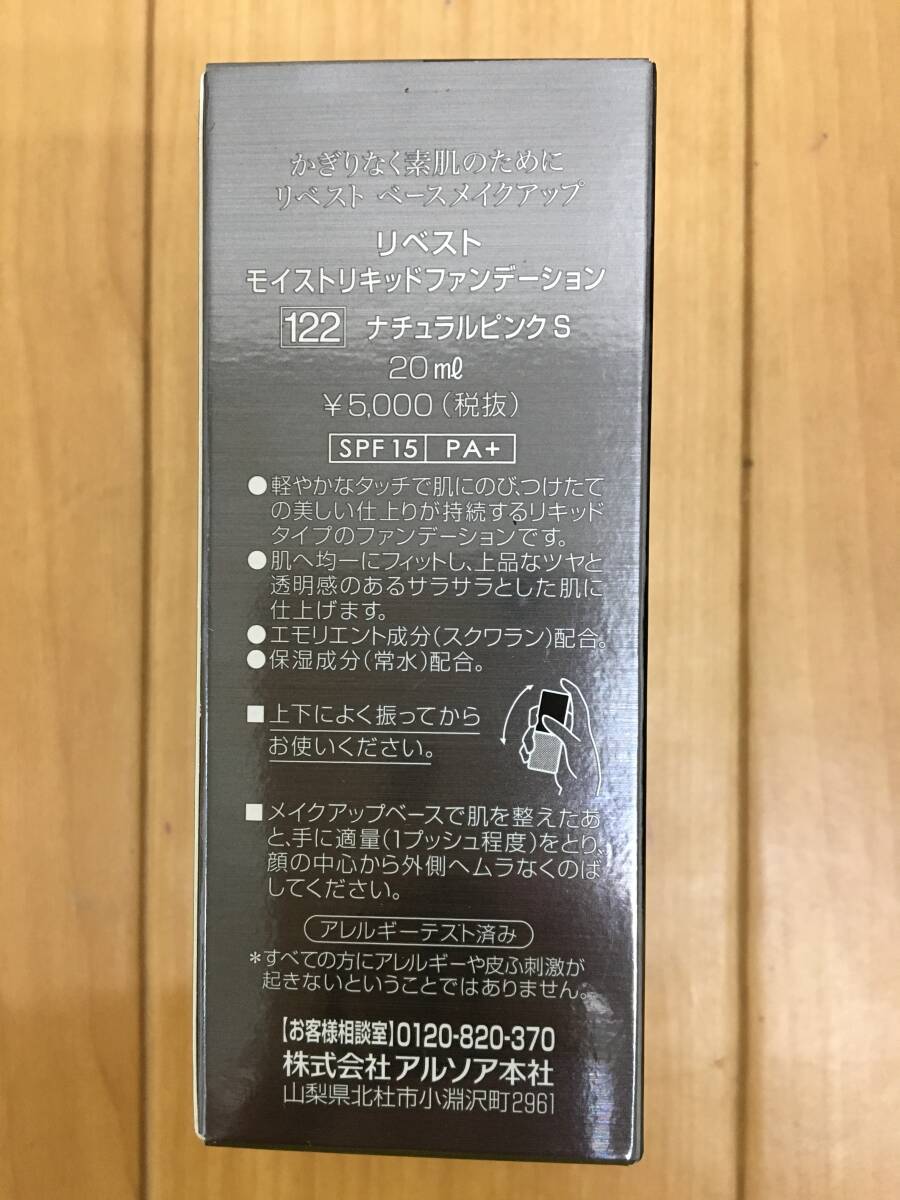 かぎりなく素肌のために
リベスト ベースメイクアップ
リベスト
モイストリキッドファンデーション
122 ナチュラルピンク S
20ml
¥5,000（税抜）
SPF15 PA+
●軽やかなタッチで肌にのび、つけたて
の美しい仕上りが持続するリキッド
タイプのファンデーションです。
●肌へ均一にフィットし、上品なツヤと
透明感のあるサラサラとした肌に
仕上げます。
●エモリエント成分（スクワラン）配合。
●保湿成分（常水）配合。
■上下によく振ってから
お使いください。
■メイクアップベースで肌を整えたあ
と、手に適量（1プッシュ程度）をとり、
顔の中心から外側へムラなくのば
してください。
アレルギーテスト済み
*すべての方にアレルギーや皮ふ刺激が
起きないということではありません。
【お客様相談室】0120-820-370
株式会社 アルソア本社
山梨県北杜市小淵沢町2961